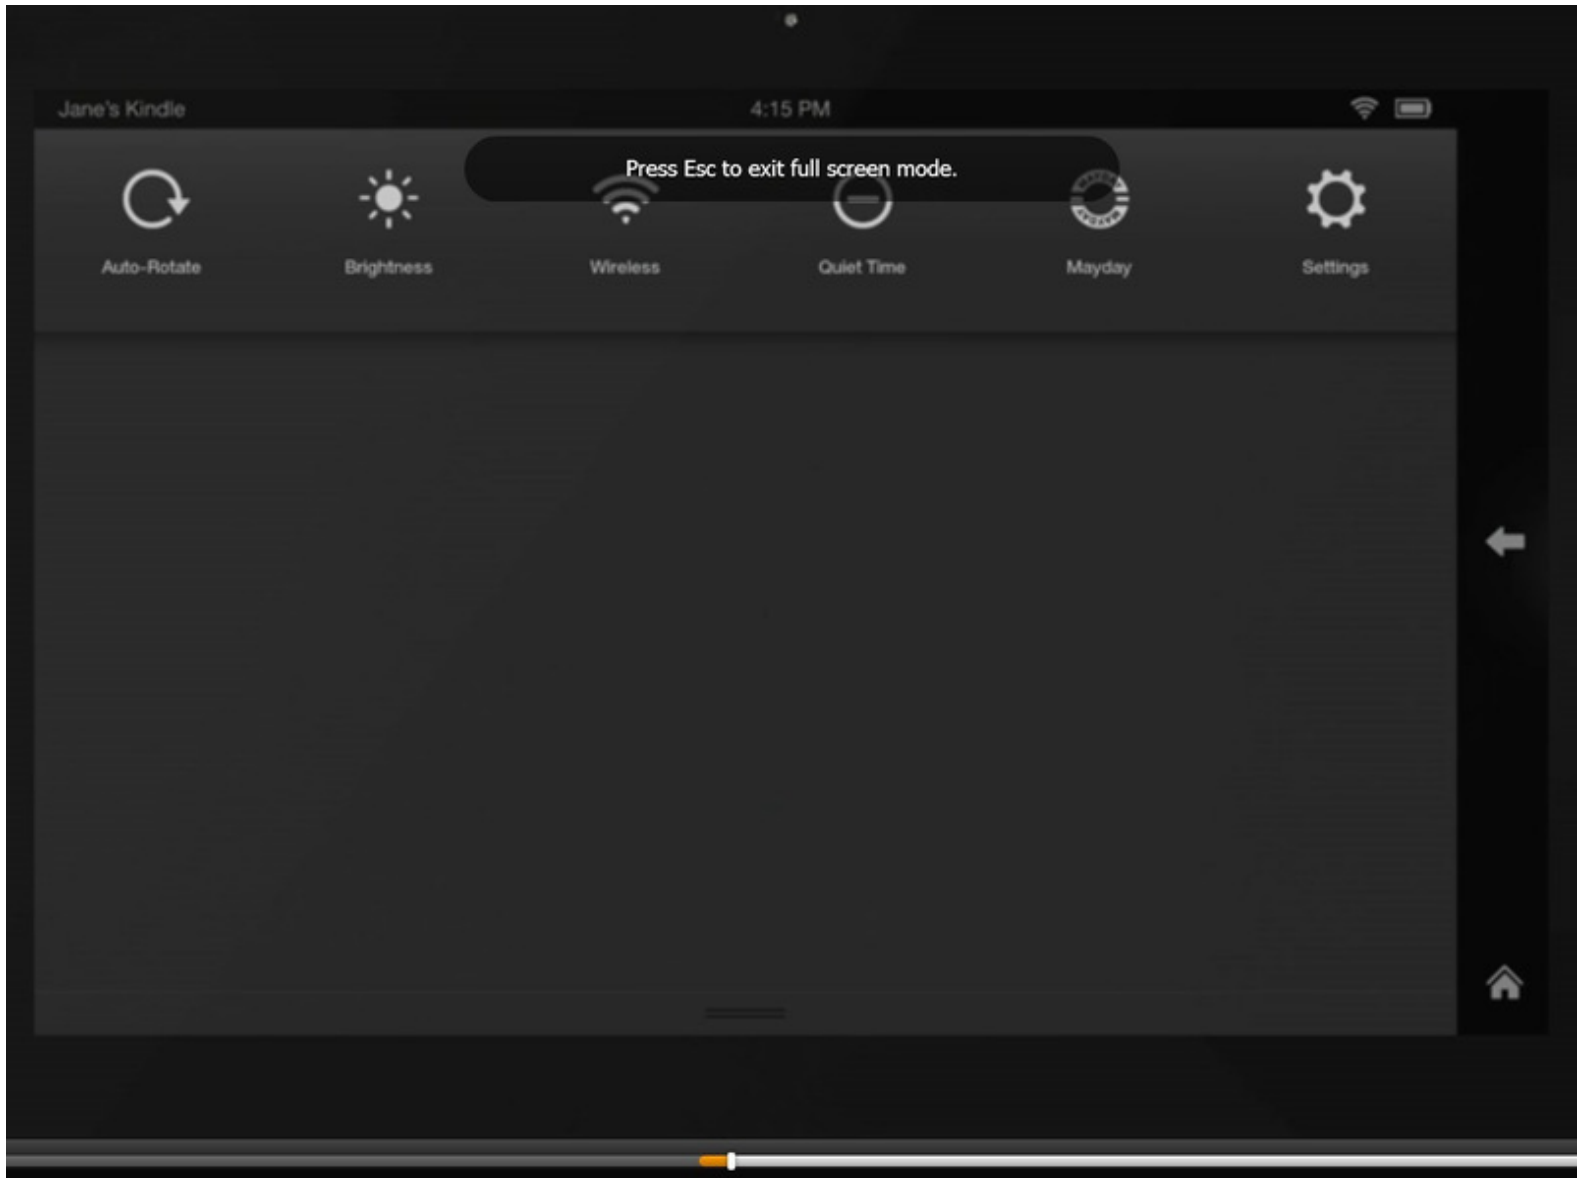 Jane's Kindle 4:15 PM
Press Esc to exit full screen mode.
Auto-Rotate Brightness Wireless Quiet Time Mayday Settings